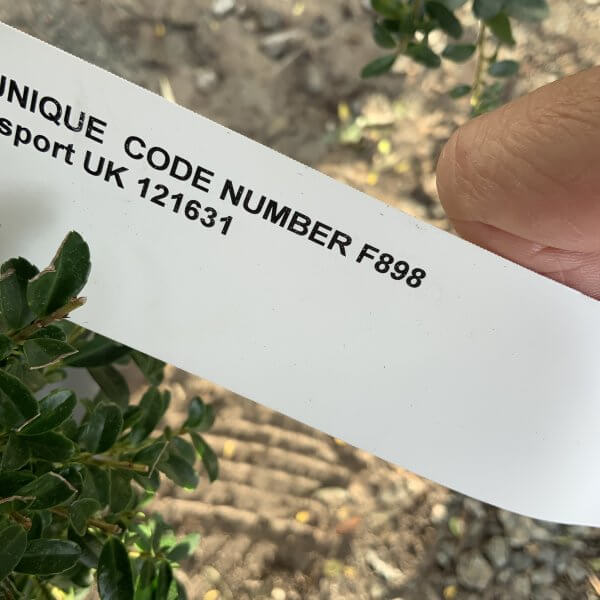 UNIQUE CODE NUMBER F898
sport UK 121631